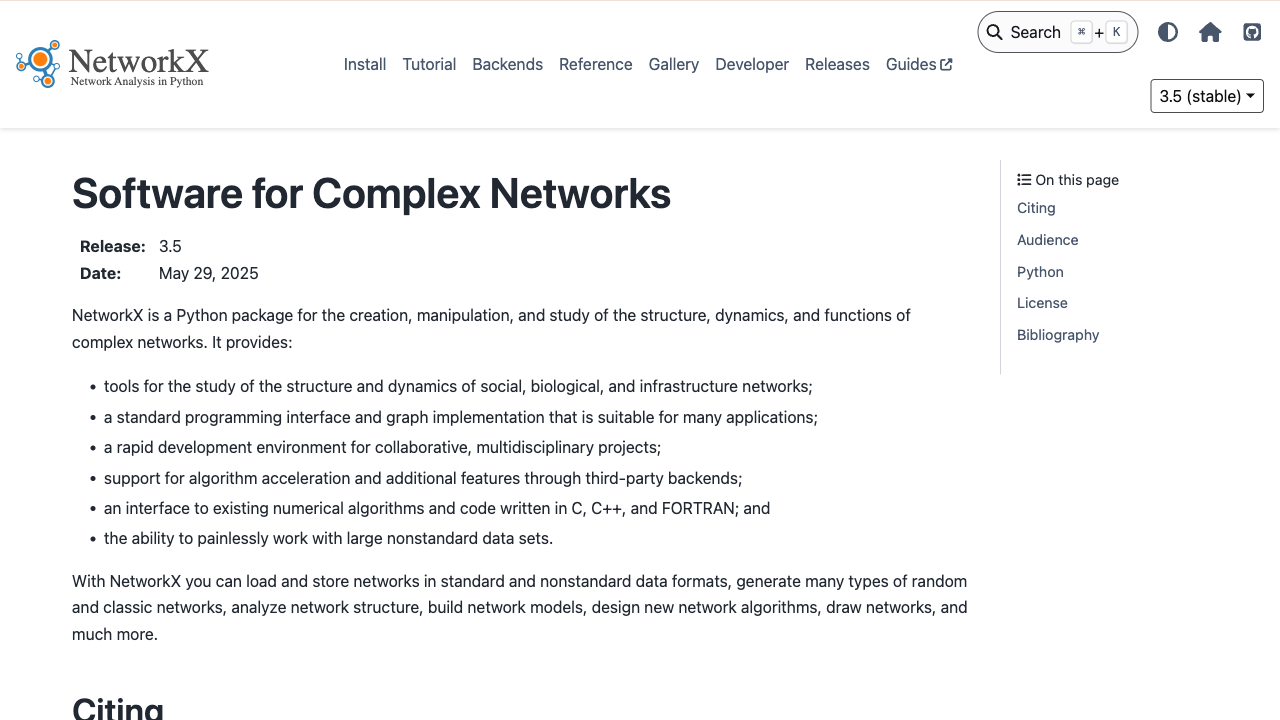 NetworkX
Network Analysis in Python
Install
Tutorial
Backends
Reference
Gallery
Developer
Releases
Guides
Search ⌘ + K
3.5 (stable)
Software for Complex Networks
Release: 3.5
Date: May 29, 2025
NetworkX is a Python package for the creation, manipulation, and study of the structure, dynamics, and functions of
complex networks. It provides:
• tools for the study of the structure and dynamics of social, biological, and infrastructure networks;
• a standard programming interface and graph implementation that is suitable for many applications;
• a rapid development environment for collaborative, multidisciplinary projects;
• support for algorithm acceleration and additional features through third-party backends;
• an interface to existing numerical algorithms and code written in C, C++, and FORTRAN; and
• the ability to painlessly work with large nonstandard data sets.
With NetworkX you can load and store networks in standard and nonstandard data formats, generate many types of random
and classic networks, analyze network structure, build network models, design new network algorithms, draw networks, and
much more.
Citing
On this page
Citing
Audience
Python
License
Bibliography